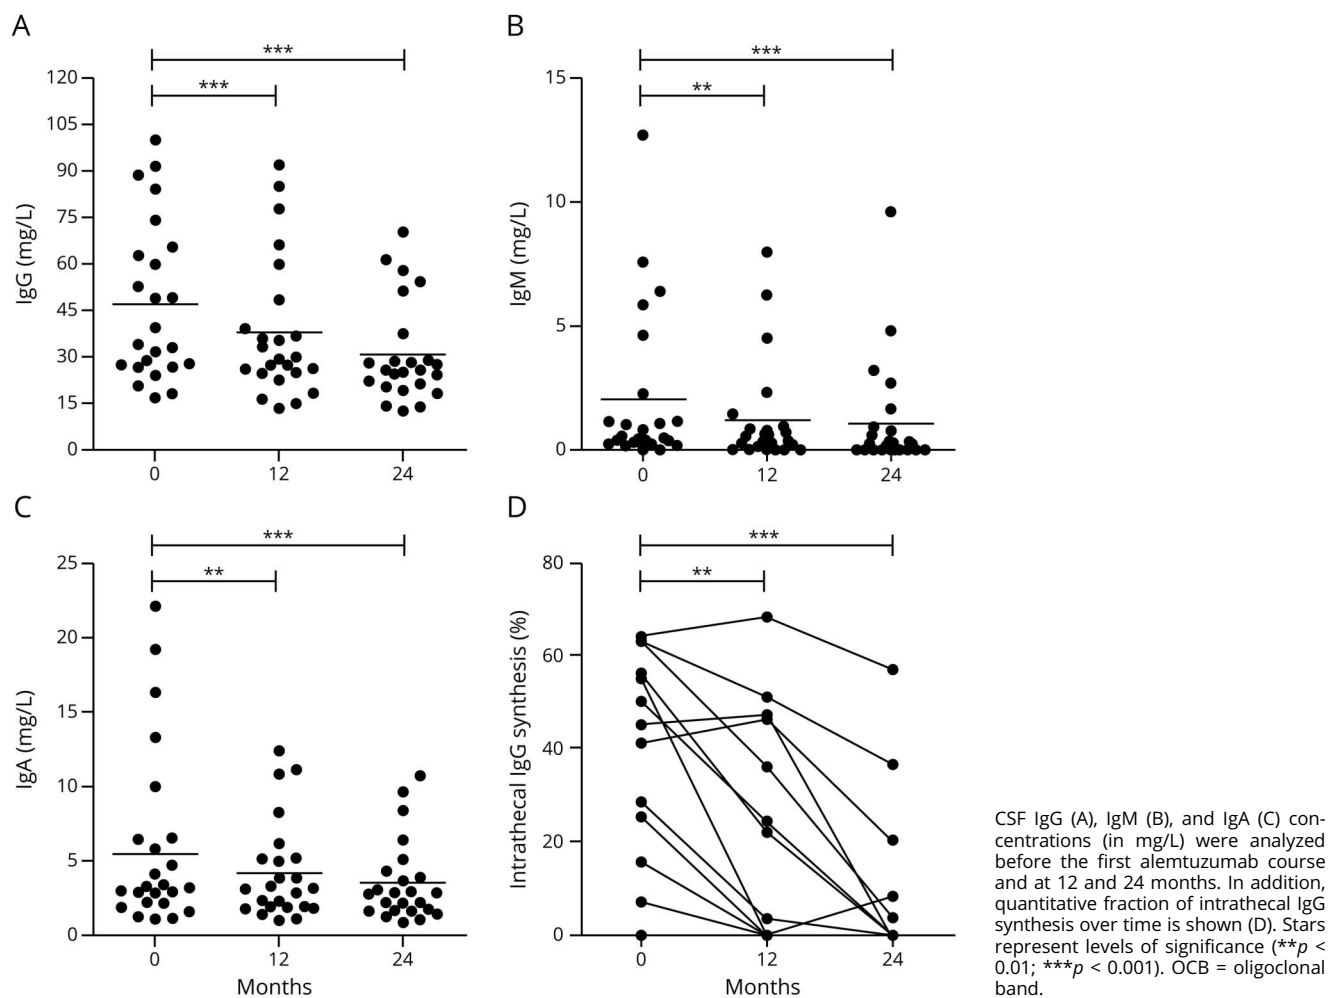 A
***
***
IgG (mg/L)
120
105
90
75
60
45
30
15
0
0 12 24
B
***
**
IgM (mg/L)
15
10
5
0
0 12 24
C
***
**
IgA (mg/L)
25
20
15
10
5
0
0 12 24
Months
D
***
**
Intrathecal IgG synthesis (%)
80
60
40
20
0
0 12 24
Months
CSF IgG (A), IgM (B), and IgA (C) con-
centrations (in mg/L) were analyzed
before the first alemtuzumab course
and at 12 and 24 months. In addition,
quantitative fraction of intrathecal IgG
synthesis over time is shown (D). Stars
represent levels of significance (**p <
0.01; ***p < 0.001). OCB = oligoclonal
band.